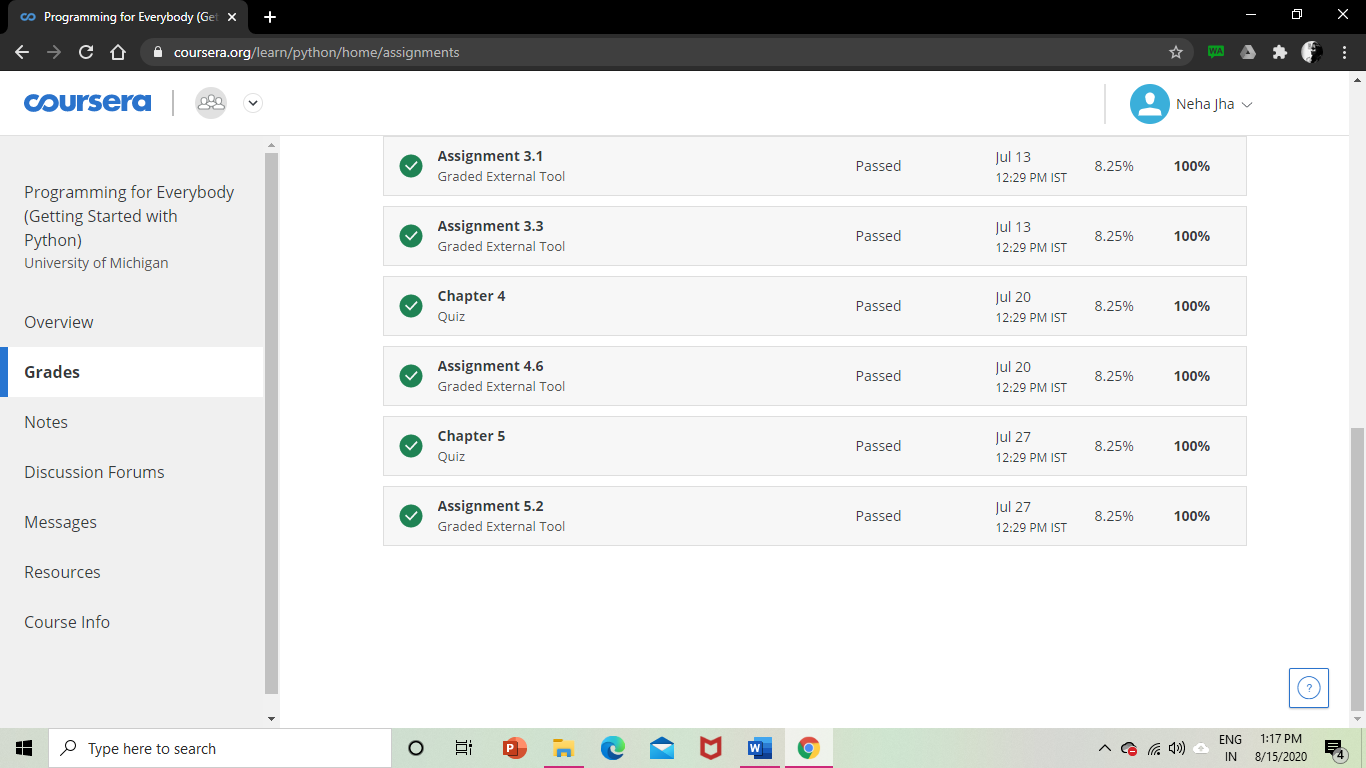 Programming for Everybody (Get
coursera.org/learn/python/home/assignments
WA
coursera
Neha Jha
Programming for Everybody
(Getting Started with
Python)
University of Michigan
Overview
Grades
Notes
Discussion Forums
Messages
Resources
Course Info
Assignment 3.1
Graded External Tool
Passed
Jul 13
12:29 PM IST
8.25%
100%
Assignment 3.3
Graded External Tool
Passed
Jul 13
12:29 PM IST
8.25%
100%
Chapter 4
Quiz
Passed
Jul 20
12:29 PM IST
8.25%
100%
Assignment 4.6
Graded External Tool
Passed
Jul 20
12:29 PM IST
8.25%
100%
Chapter 5
Quiz
Passed
Jul 27
12:29 PM IST
8.25%
100%
Assignment 5.2
Graded External Tool
Passed
Jul 27
12:29 PM IST
8.25%
100%
?
Type here to search
ENG
IN
1:17 PM
8/15/2020
4